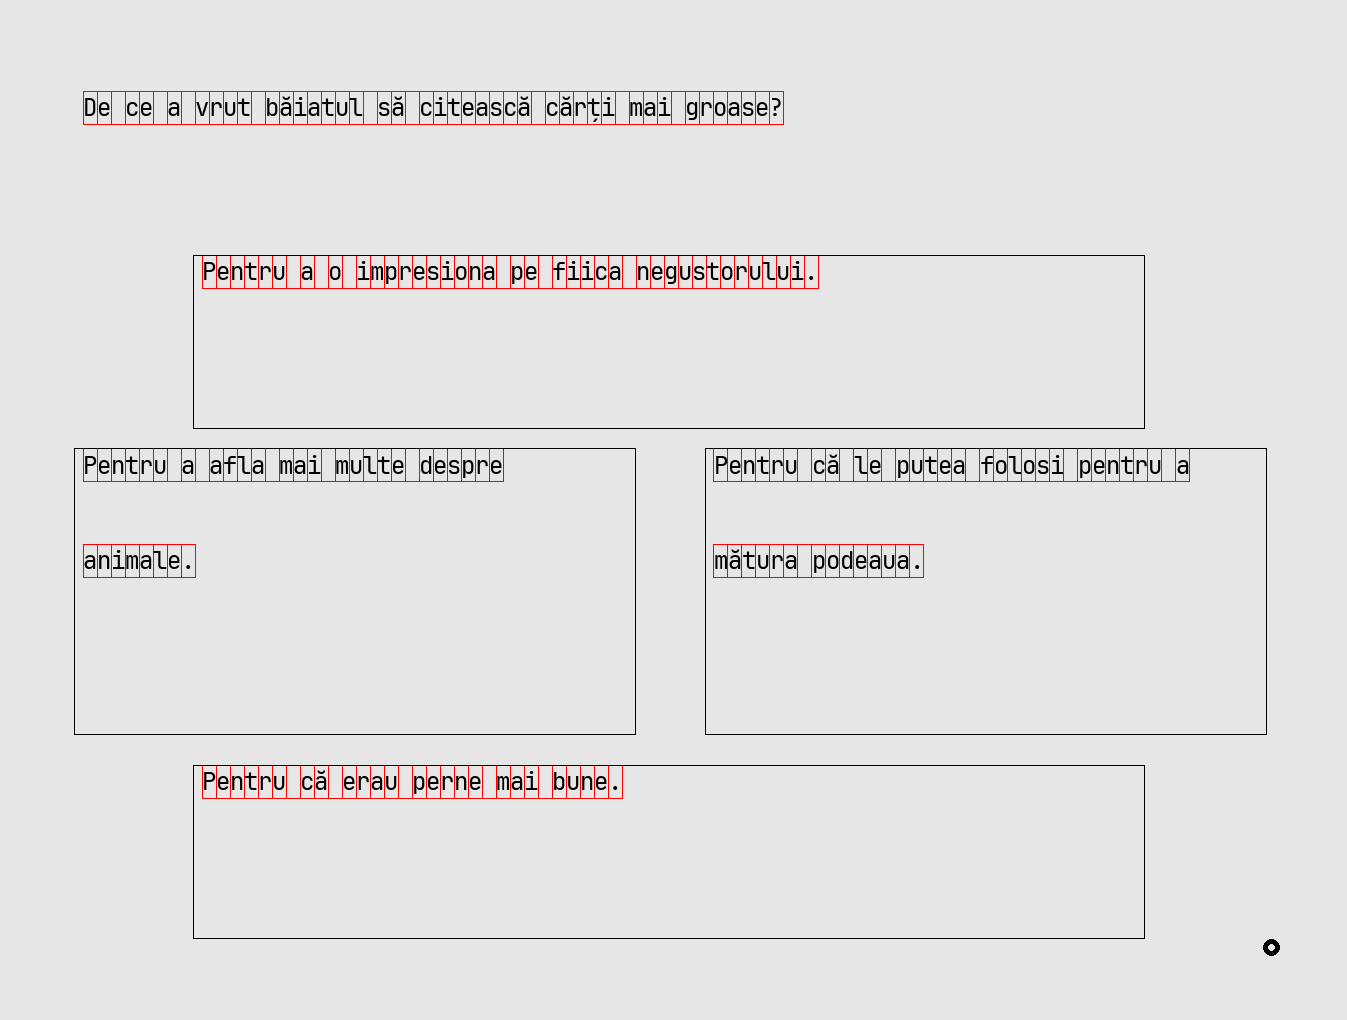 De ce a vrut băiatul să citească cărți mai groase?
Pentru a o impresiona pe fiica negustorului.
Pentru a afla mai multe despre
animale.
Pentru că le putea folosi pentru a
mătura podeaua.
Pentru că erau perne mai bune.